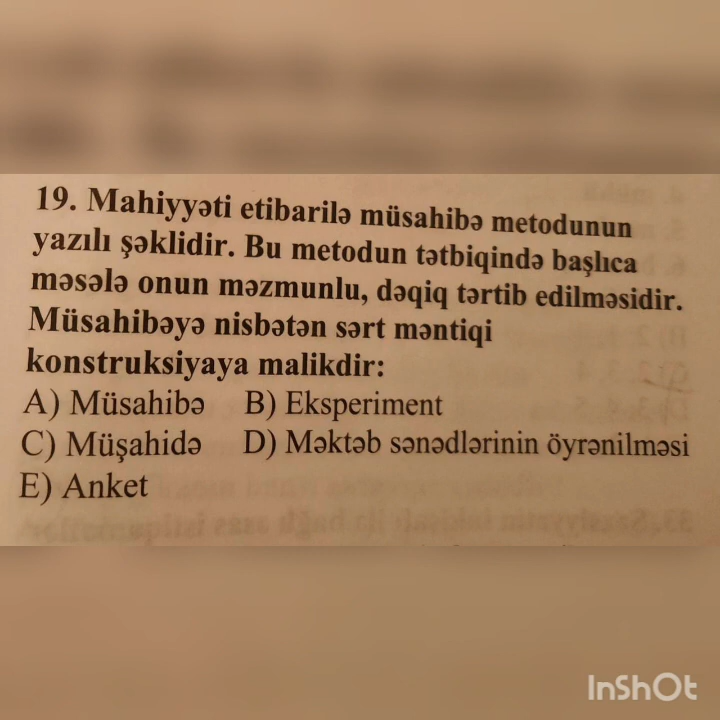 19. Mahiyyəti etibarilə müsahibə metodunun
yazılı şəklidir. Bu metodun tətbiqində başlıca
məsələ onun məzmunlu, dəqiq tərtib edilməsidir.
Müsahibəyə nisbətən sərt məntiqi
konstruksiyaya malikdir:
A) Müsahibə B) Eksperiment
C) Müşahidə D) Məktəb sənədlərinin öyrənilməsi
E) Anket
InShOt